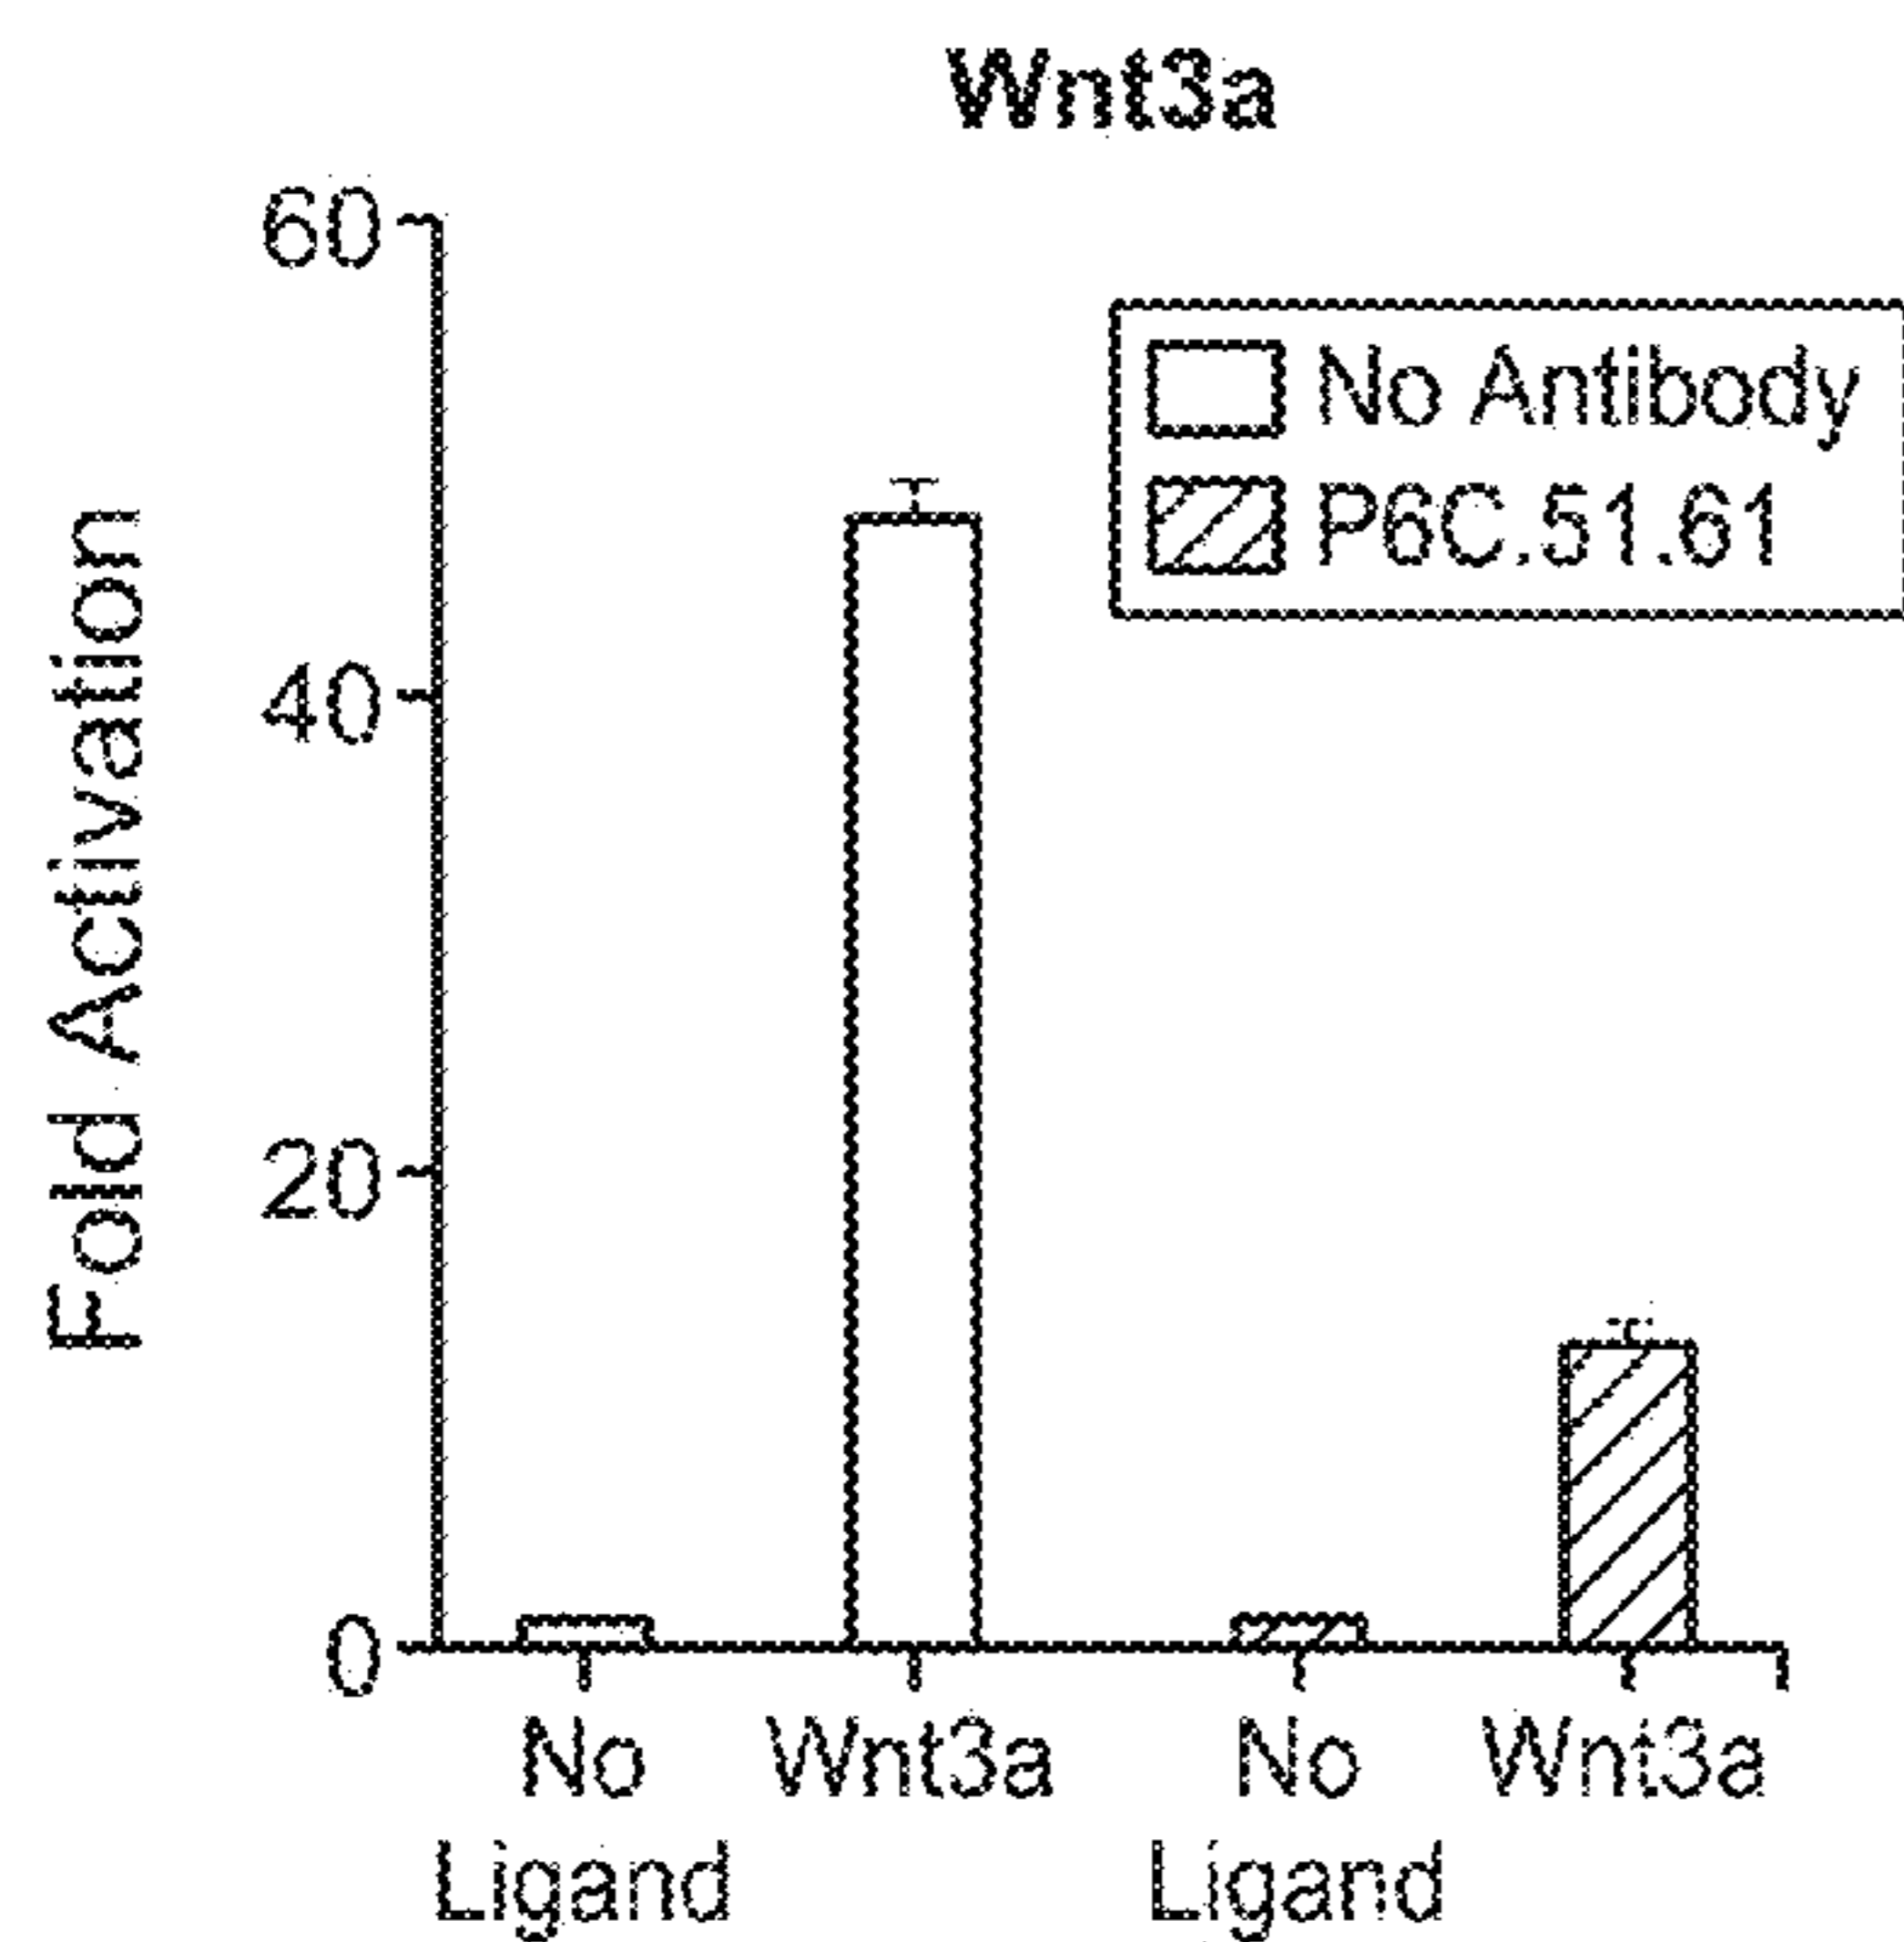 Wnt3a
60
No Antibody
P6C.51.61
40
Fold Activation
20
0
No Wnt3a No Wnt3a
Ligand Ligand